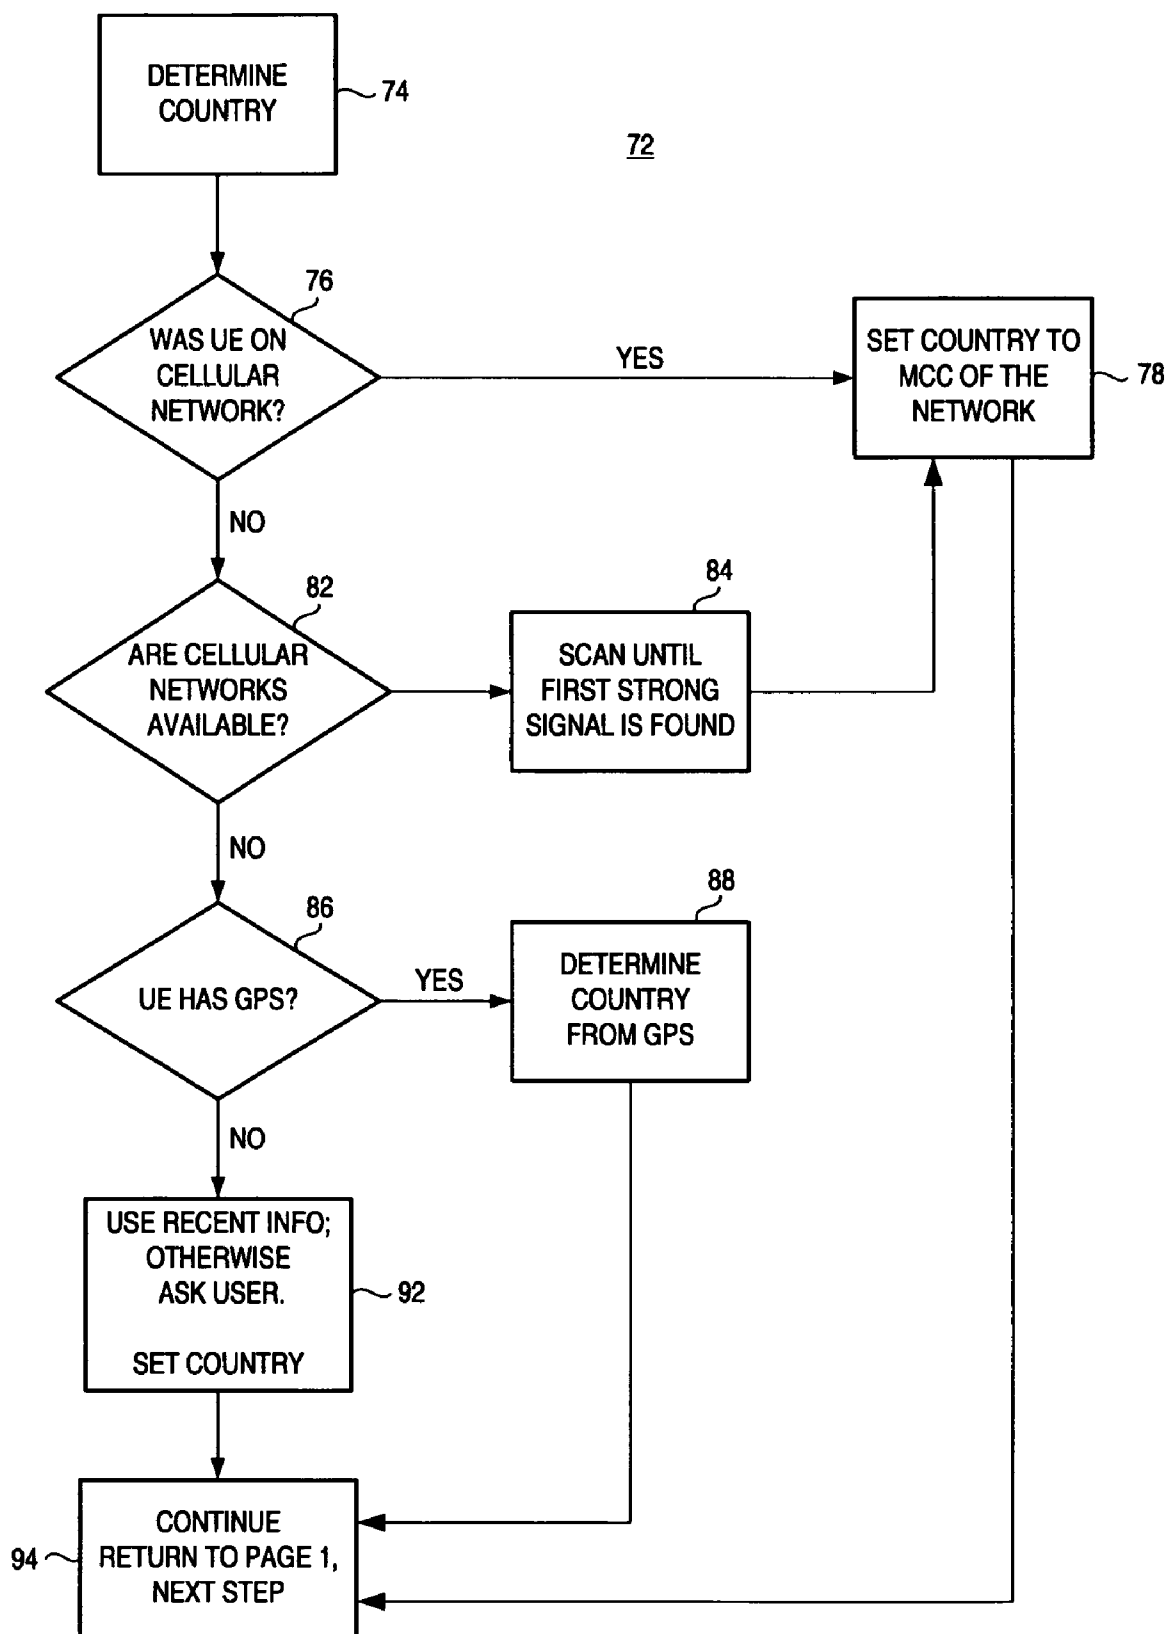 DETERMINE
COUNTRY
74
72
76
WAS UE ON
CELLULAR
NETWORK?
YES
SET COUNTRY TO
MCC OF THE
NETWORK
78
NO
82
ARE CELLULAR
NETWORKS
AVAILABLE?
84
SCAN UNTIL
FIRST STRONG
SIGNAL IS FOUND
NO
86
UE HAS GPS?
YES
88
DETERMINE
COUNTRY
FROM GPS
NO
USE RECENT INFO;
OTHERWISE
ASK USER.
SET COUNTRY
92
94
CONTINUE
RETURN TO PAGE 1,
NEXT STEP